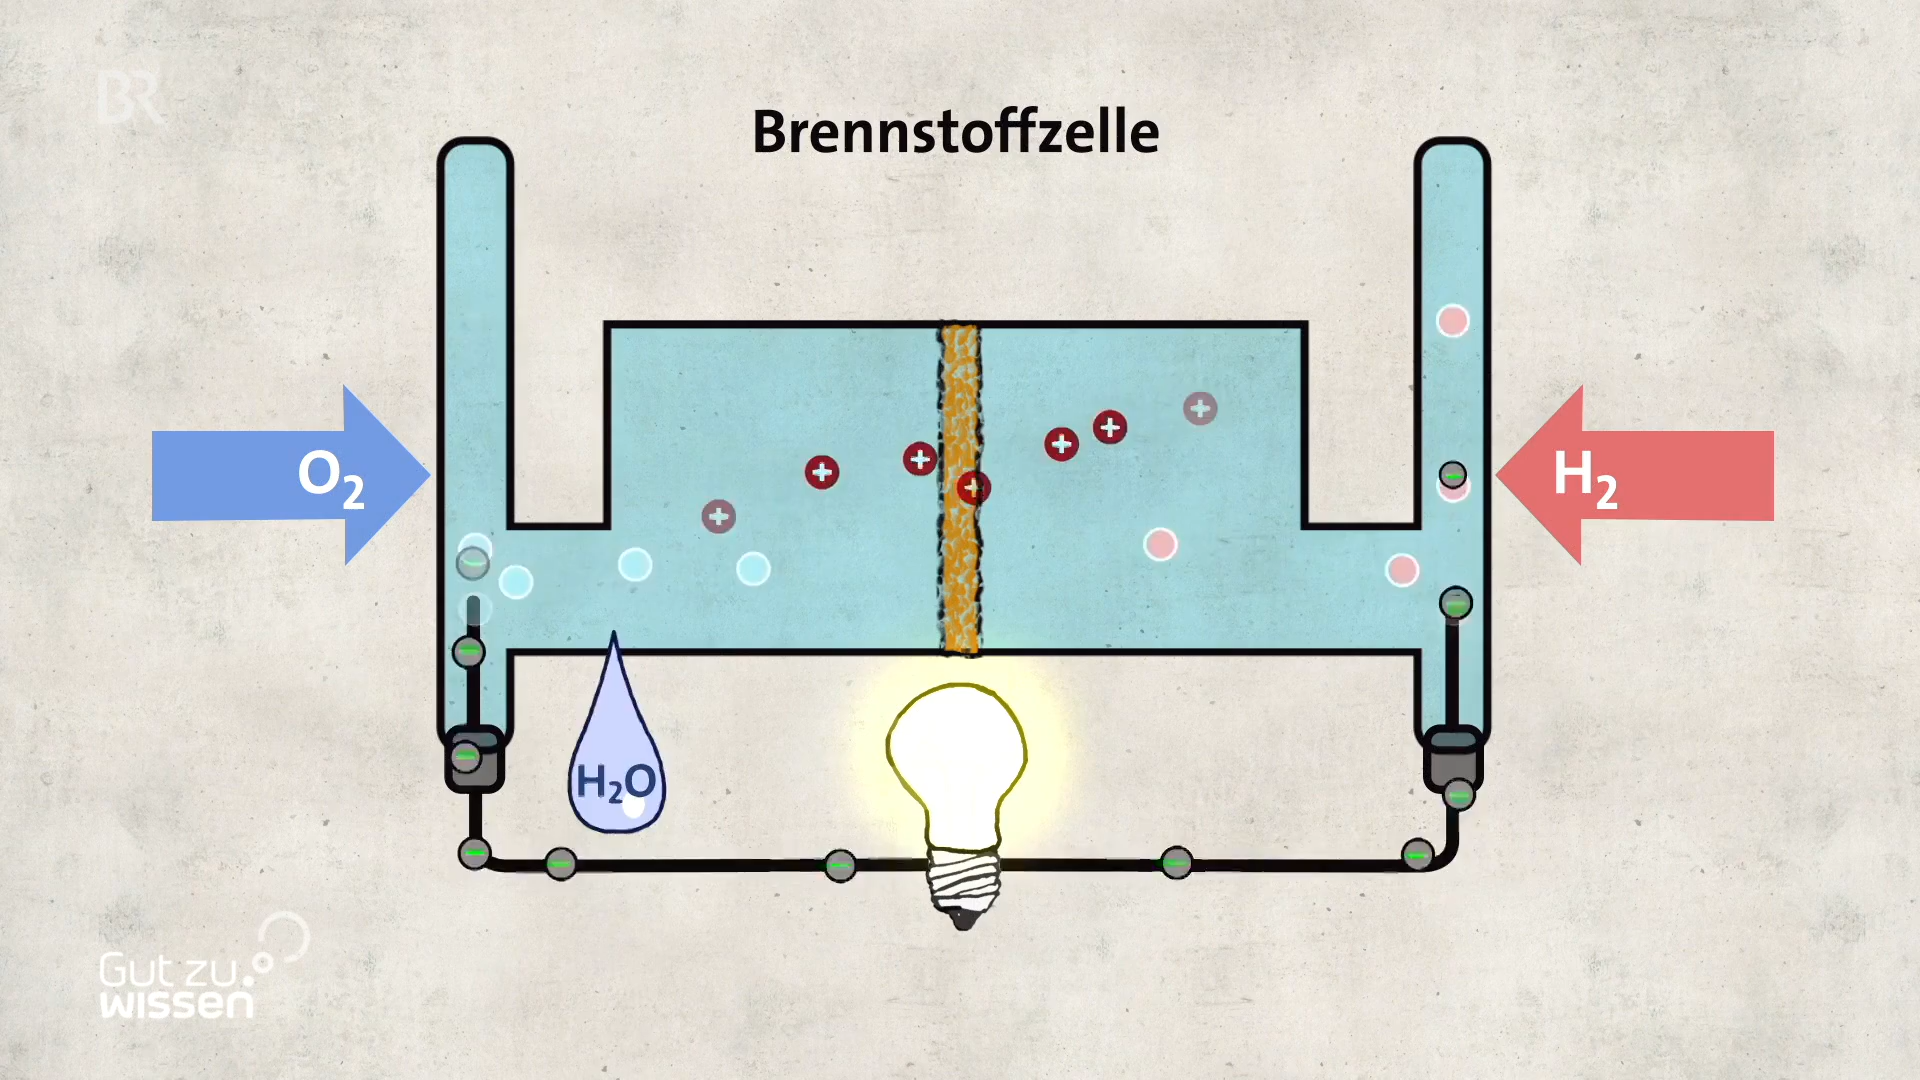 BR
Brennstoffzelle
O₂
H₂
H₂O
Gut zu
wissen